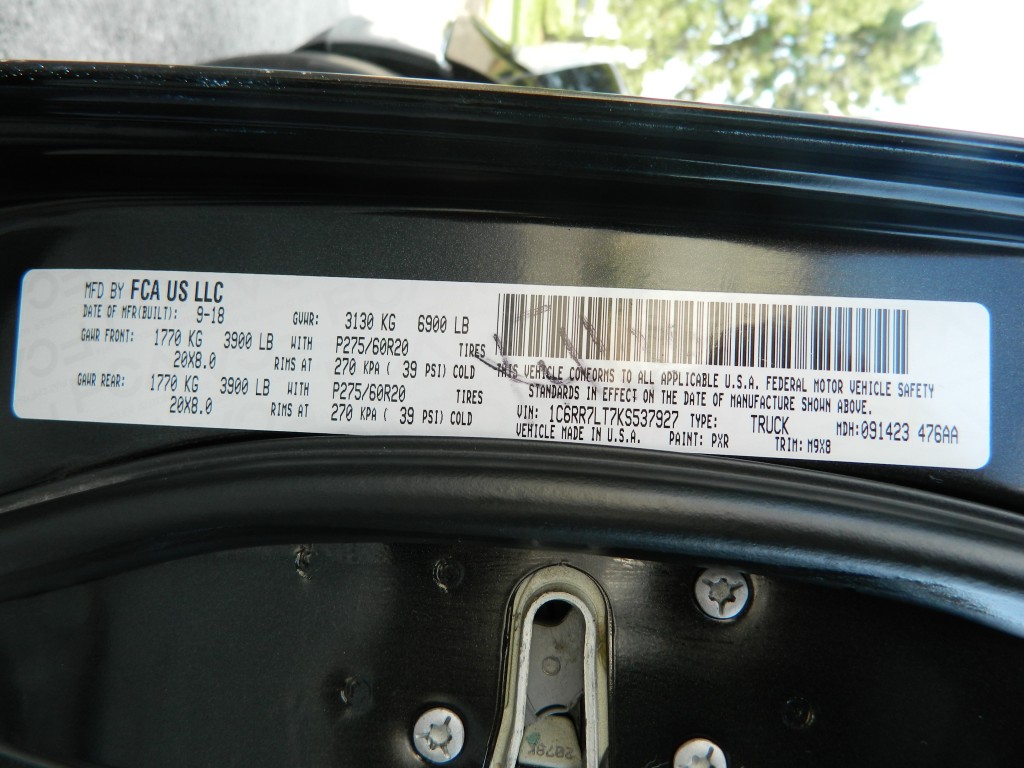 MFD BY FCA US LLC
DATE OF MFR(BUILT): 9-18 GVWR: 3130 KG 6900 LB
GAWR FRONT: 1770 KG 3900 LB WITH P275/60R20 TIRES
20X8.0 RIMS AT 270 KPA ( 39 PSI) COLD
GAWR REAR: 1770 KG 3900 LB WITH P275/60R20 TIRES
20X8.0 RIMS AT 270 KPA ( 39 PSI) COLD
THIS VEHICLE CONFORMS TO ALL APPLICABLE U.S.A. FEDERAL MOTOR VEHICLE SAFETY
STANDARDS IN EFFECT ON THE DATE OF MANUFACTURE SHOWN ABOVE.
VIN: 1C6RR7LT7KS537927 TYPE: TRUCK MDH:091423 476AA
VEHICLE MADE IN U.S.A. PAINT: PXR TRIM: M9X8